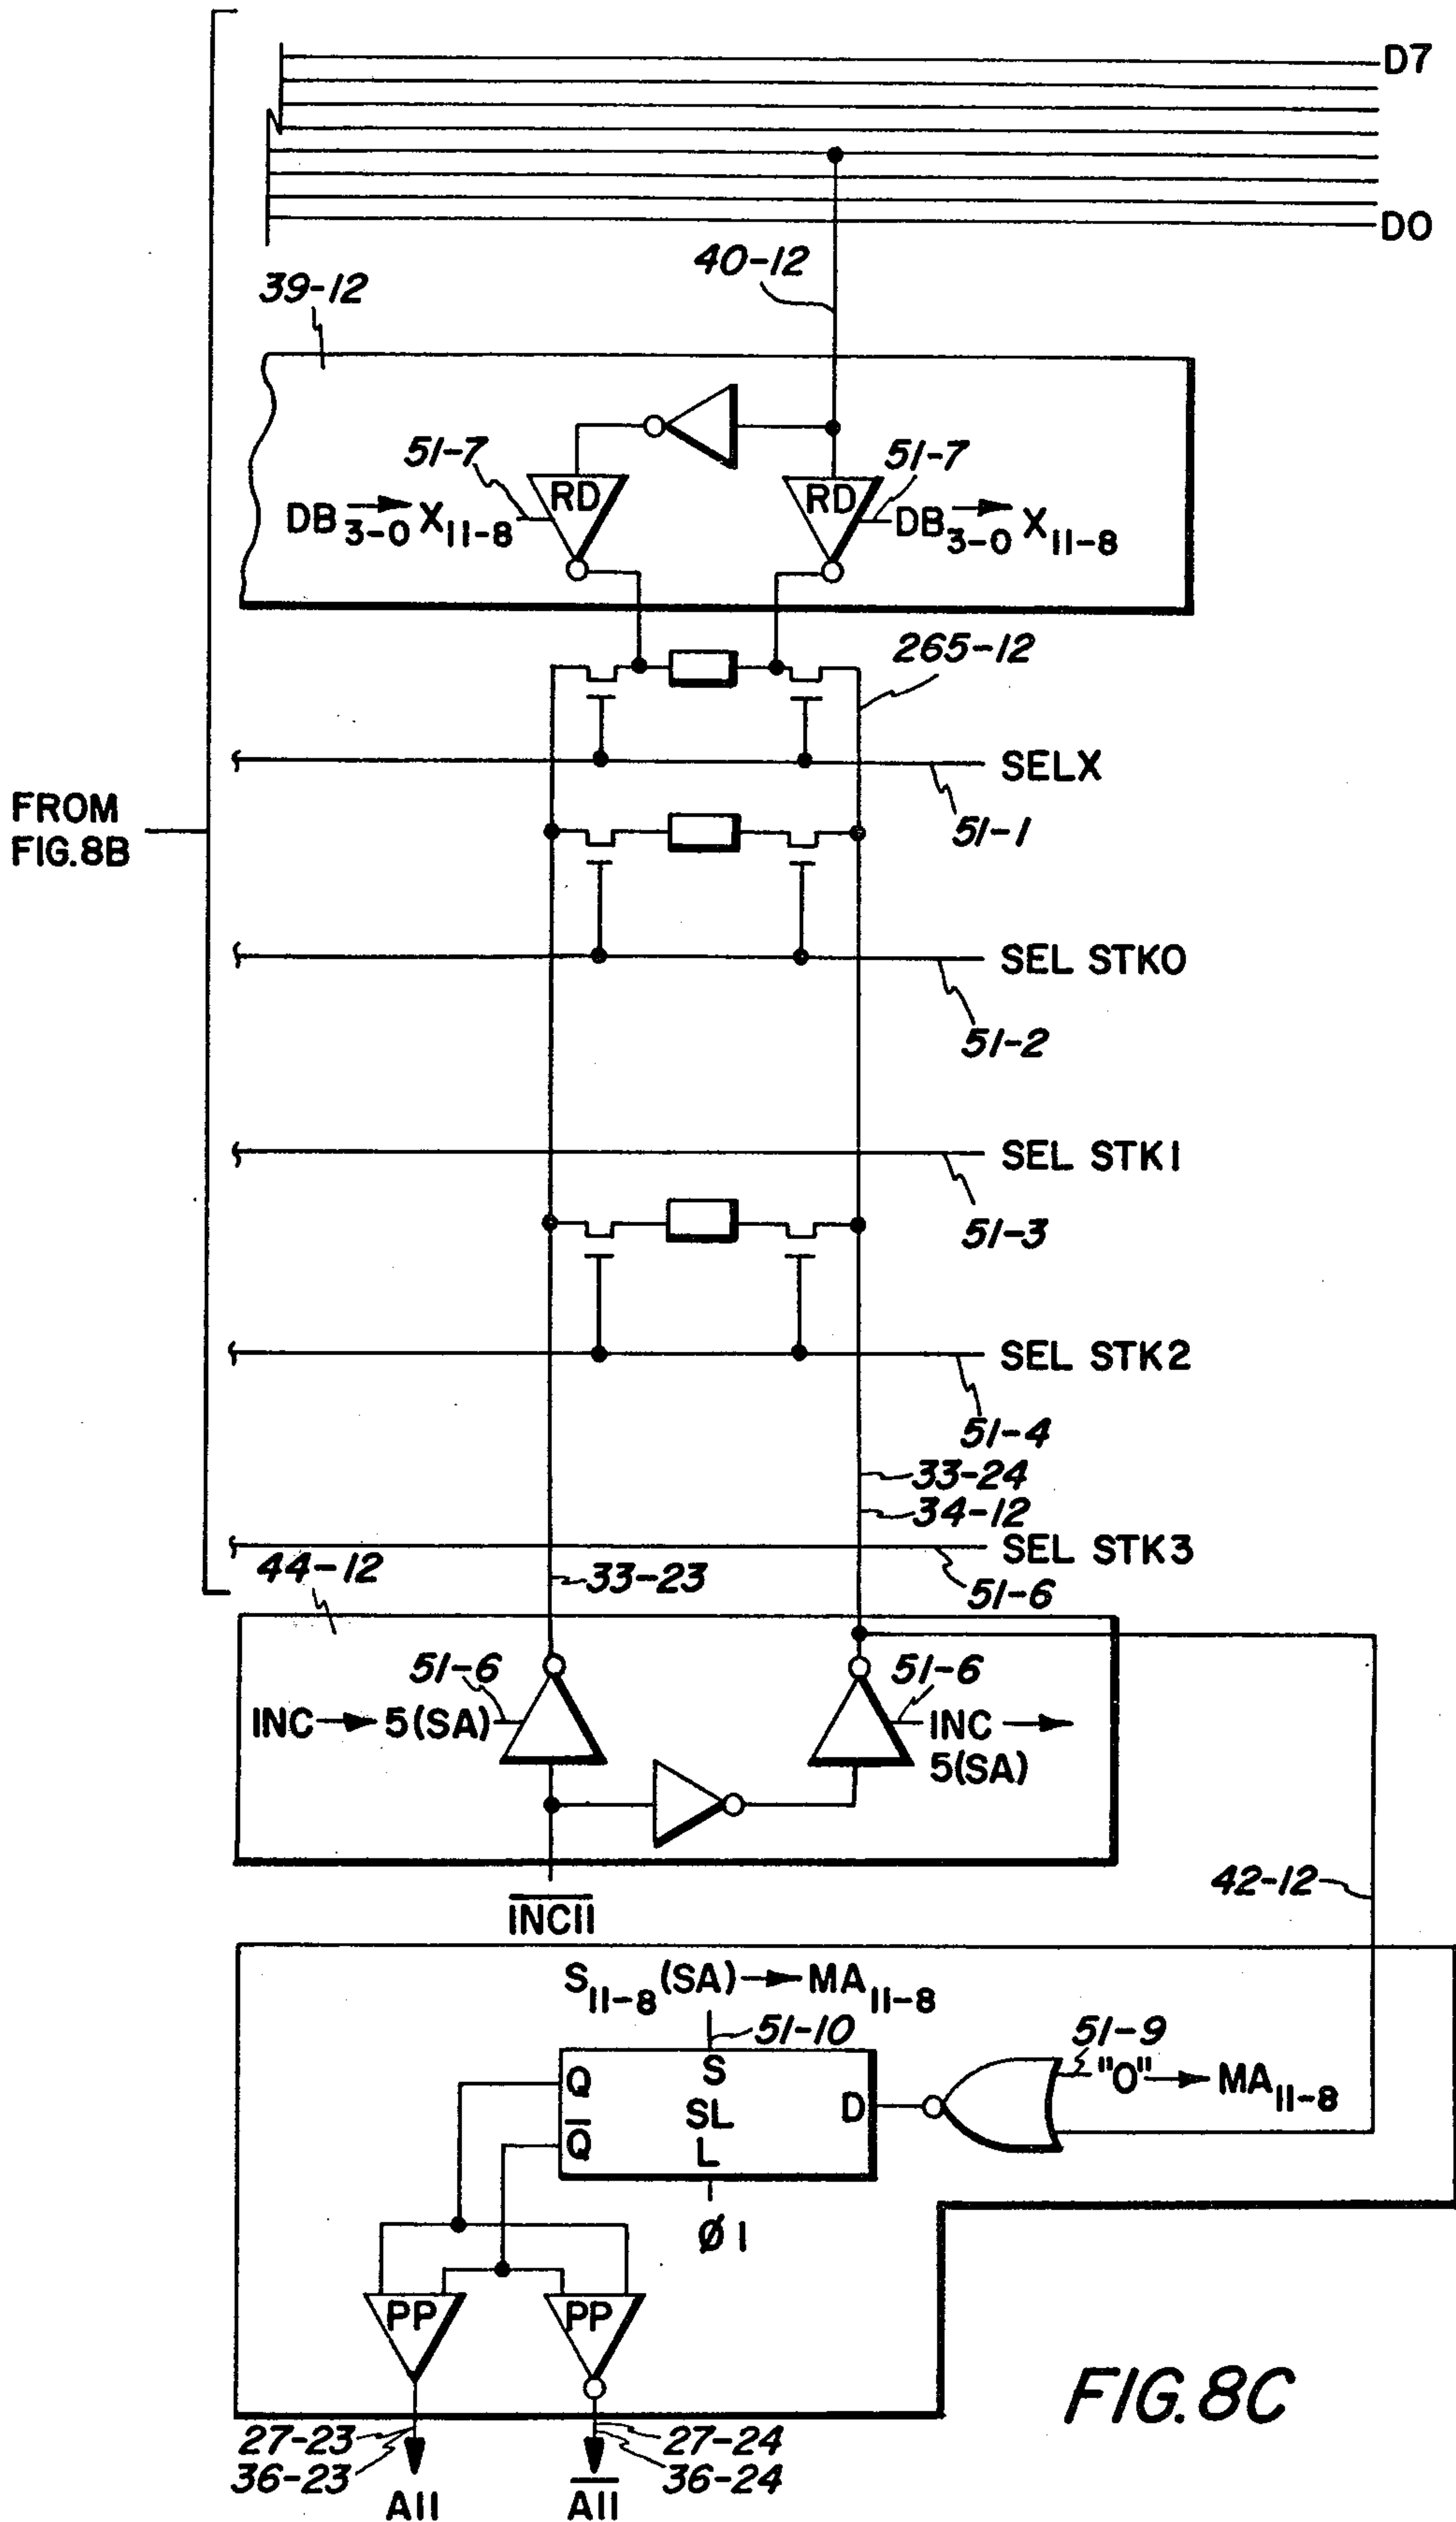 D7
D0
40-12
39-12
51-7
RD
RD
51-7
DB3-0 → X11-8
DB3-0 → X11-8
265-12
SELX
51-1
FROM
FIG.8B
SEL STK0
51-2
SEL STK1
51-3
SEL STK2
51-4
33-24
34-12
SEL STK3
51-6
44-12
33-23
51-6
51-6
INC → 5(SA)
INC →
5(SA)
I̅N̅C̅1̅1̅
42-12
S11-8(SA) → MA11-8
51-10
51-9
"0" → MA11-8
S
Q
SL
D
Q̅
L
Ø1
PP
PP
27-23
36-23
27-24
36-24
A11
A̅1̅1̅
FIG.8C